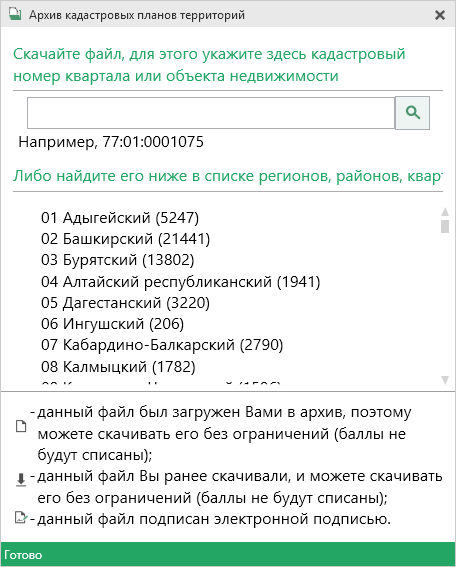 Архив кадастровых планов территорий
Скачайте файл, для этого укажите здесь кадастровый
номер квартала или объекта недвижимости
Например, 77:01:0001075
Либо найдите его ниже в списке регионов, районов, кварт
01 Адыгейский (5247)
02 Башкирский (21441)
03 Бурятский (13802)
04 Алтайский республиканский (1941)
05 Дагестанский (3220)
06 Ингушский (206)
07 Кабардино-Балкарский (2790)
08 Калмыцкий (1782)
- данный файл был загружен Вами в архив, поэтому
можете скачивать его без ограничений (баллы не
будут списаны);
- данный файл Вы ранее скачивали, и можете скачивать
его без ограничений (баллы не будут списаны);
- данный файл подписан электронной подписью.
Готово